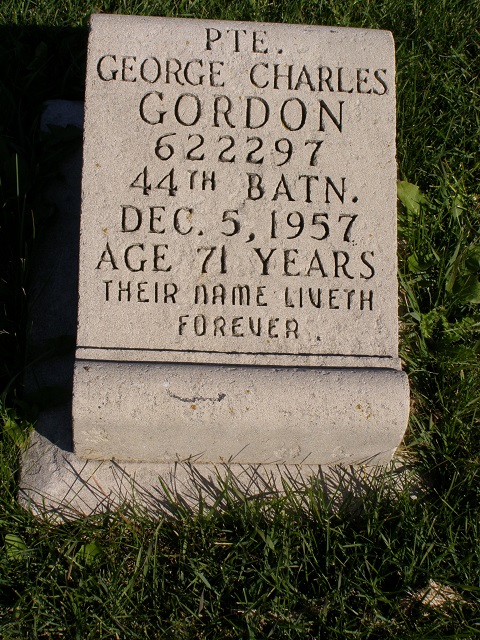 PTE.
GEORGE CHARLES
GORDON
622297
44TH BATN.
DEC. 5, 1957
AGE 71 YEARS
THEIR NAME LIVETH
FOREVER.